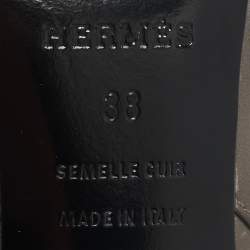 HERMES
38
SEMELLE CUIR
MADE IN ITALY